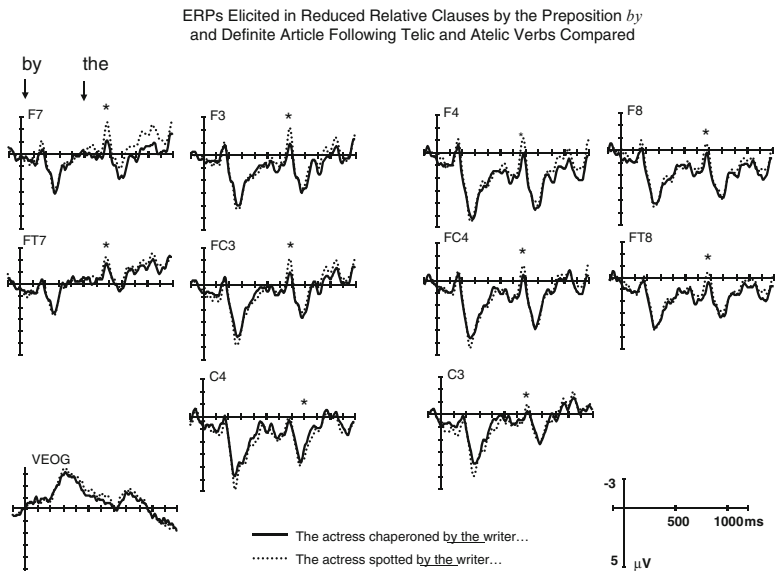 ERPs Elicited in Reduced Relative Clauses by the Preposition by
and Definite Article Following Telic and Atelic Verbs Compared
by the
F7 * F3 * F4 * F8 *
FT7 * FC3 * FC4 * FT8 *
C4 * C3 *
VEOG
-3
500 1000ms
5 μV
The actress chaperoned by the writer…
The actress spotted by the writer…